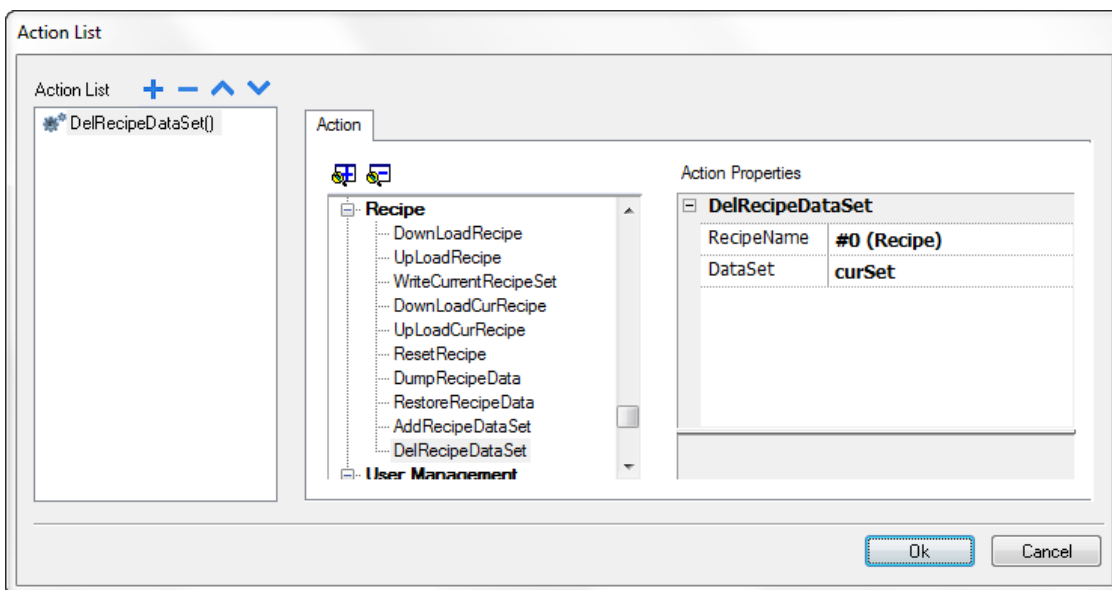 Action List
Action List
DelRecipeDataSet()
Action
Recipe
DownLoadRecipe
UpLoadRecipe
WriteCurrentRecipeSet
DownLoadCurRecipe
UpLoadCurRecipe
ResetRecipe
DumpRecipeData
RestoreRecipeData
AddRecipeDataSet
DelRecipeDataSet
User Management
Action Properties
DelRecipeDataSet
RecipeName #0 (Recipe)
DataSet curSet
Ok Cancel